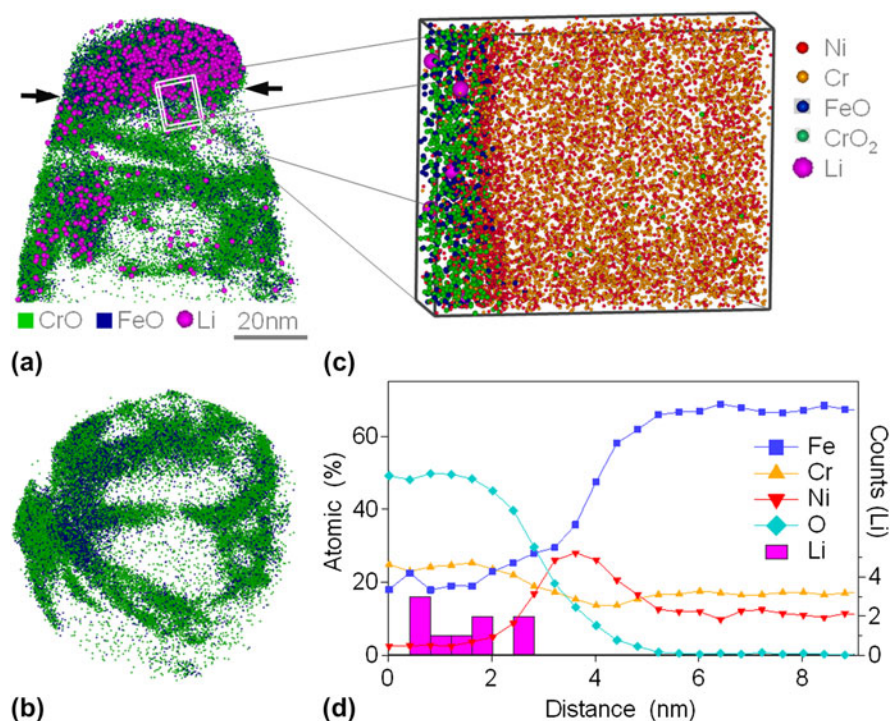 Ni
Cr
FeO
CrO₂
Li
CrO FeO Li 20nm
(a) (c)
60
40
20
0
Atomic (%)
Fe
Cr
Ni
O
Li
4
2
0
Counts (Li)
0 2 4 6 8
(b) (d) Distance (nm)